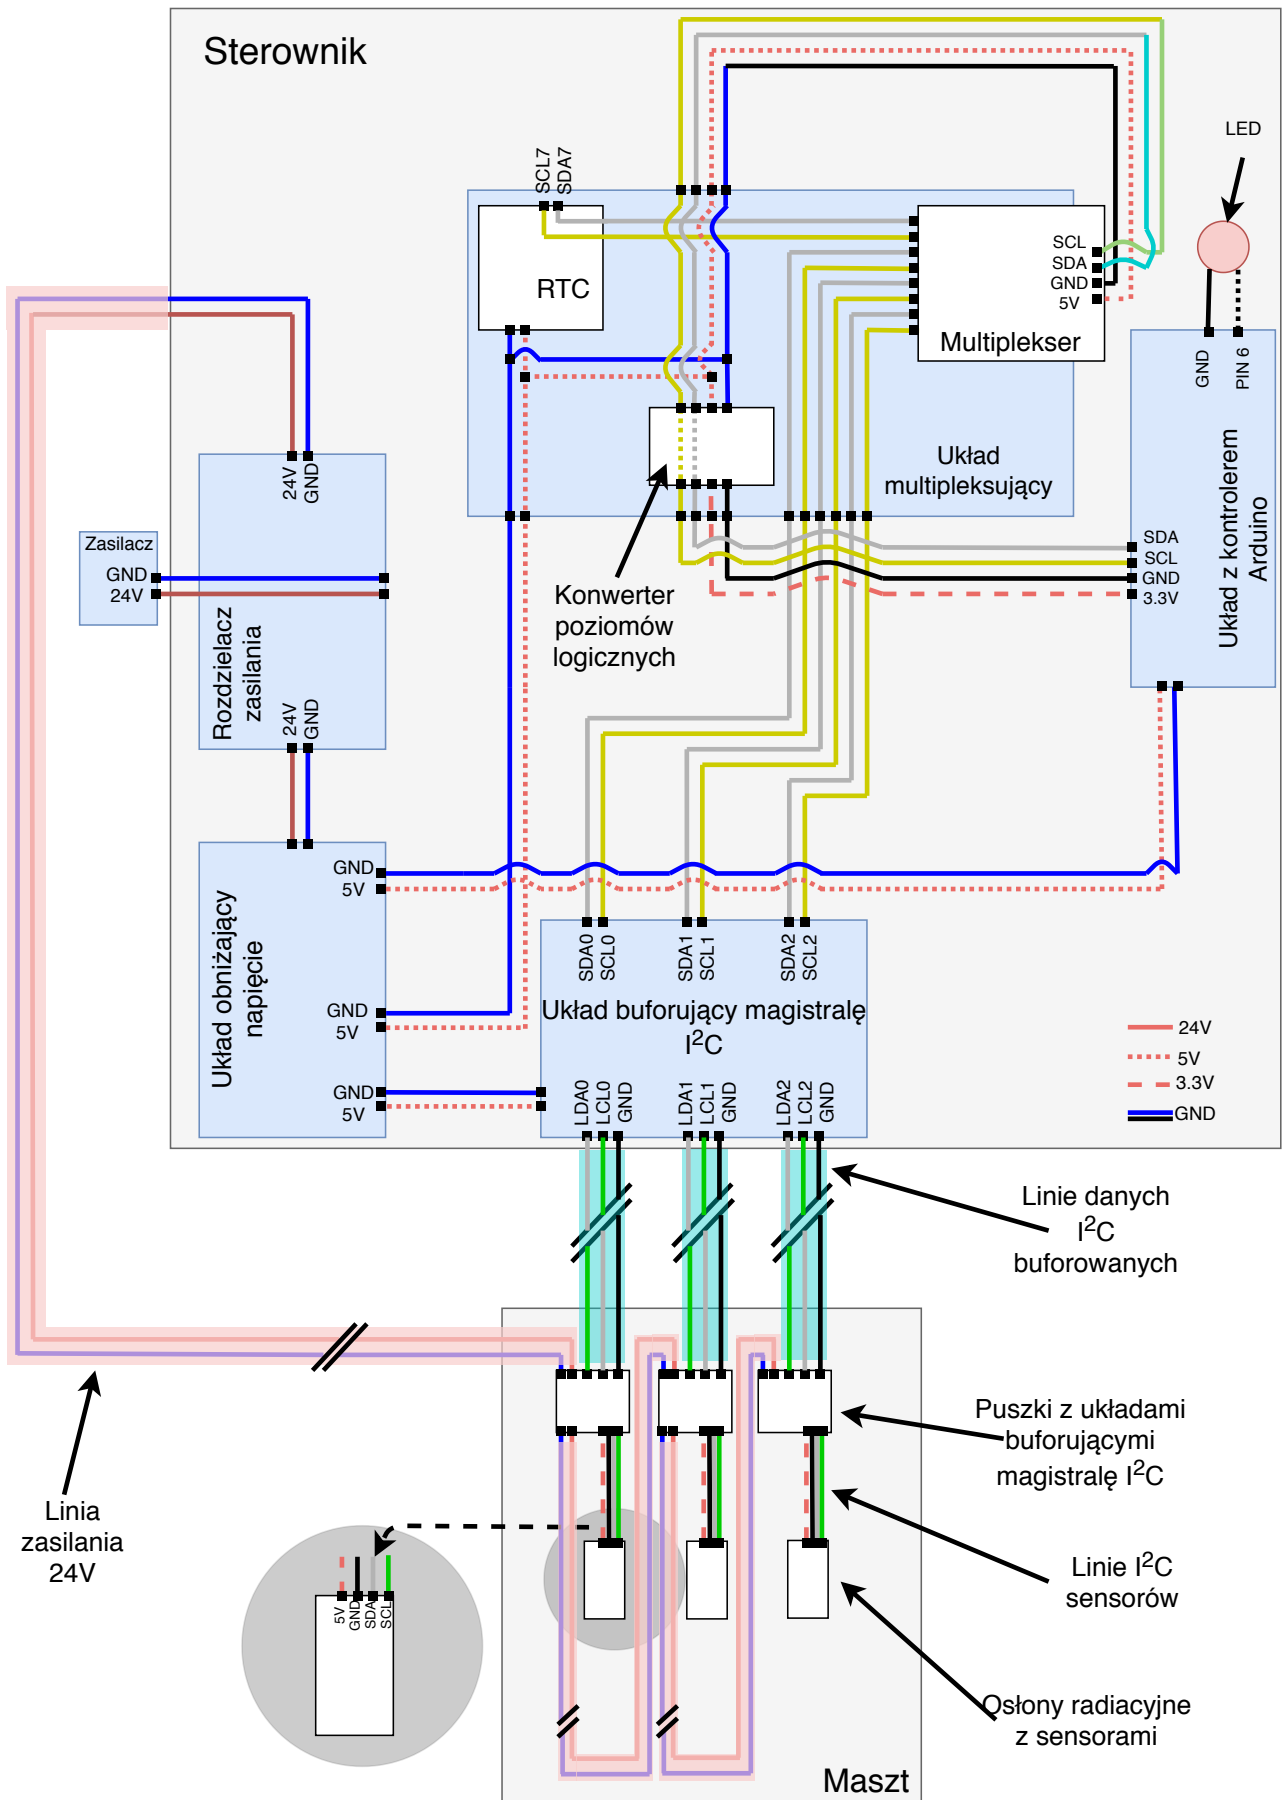 Sterownik
LED
SCL7
SDA7
RTC
SCL
SDA
GND
5V
Multiplekser
GND
PIN 6
Układ
multipleksujący
24V
GND
Zasilacz
GND
24V
Rozdzielacz
zasilania
24V
GND
Konwerter
poziomów
logicznych
SDA
SCL
GND
3.3V
Układ z kontrolerem
Arduino
GND
5V
Układ obniżający
napięcie
GND
5V
GND
5V
SDA0
SCL0
SDA1
SCL1
SDA2
SCL2
Układ buforujący magistralę
I²C
LDA0
LCL0
GND
LDA1
LCL1
GND
LDA2
LCL2
GND
24V
5V
3.3V
GND
Linie danych
I²C
buforowanych
Puszki z układami
buforującymi
magistralę I²C
Linia
zasilania
24V
5V
GND
SDA
SCL
Linie I²C
sensorów
Osłony radiacyjne
z sensorami
Maszt